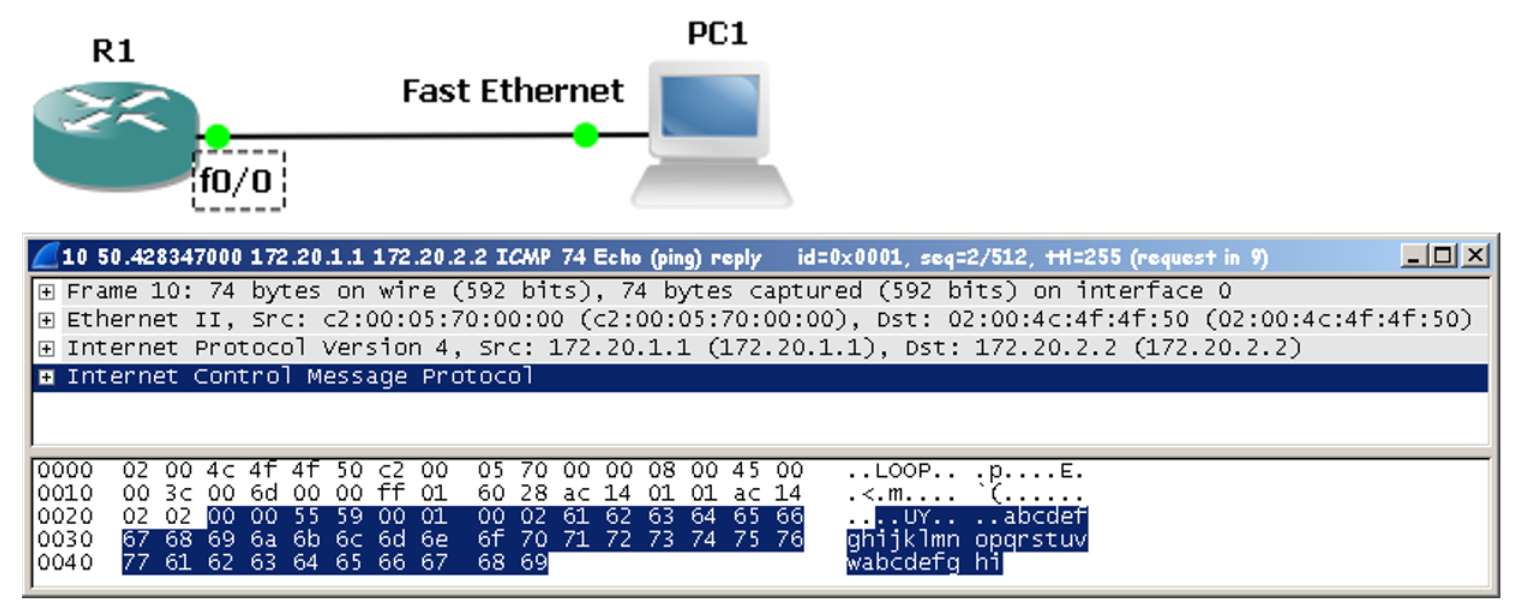 R1
PC1
Fast Ethernet
f0/0
10 50.428347000 172.20.1.1 172.20.2.2 ICMP 74 Echo (ping) reply id=0x0001, seq=2/512, ttl=255 (request in 9)
Frame 10: 74 bytes on wire (592 bits), 74 bytes captured (592 bits) on interface 0
Ethernet II, Src: c2:00:05:70:00:00 (c2:00:05:70:00:00), Dst: 02:00:4c:4f:4f:50 (02:00:4c:4f:4f:50)
Internet Protocol Version 4, Src: 172.20.1.1 (172.20.1.1), Dst: 172.20.2.2 (172.20.2.2)
Internet Control Message Protocol
0000 02 00 4c 4f 4f 50 c2 00 05 70 00 00 08 00 45 00 ..LOOP.. .p....E.
0010 00 3c 00 6d 00 00 ff 01 60 28 ac 14 01 01 ac 14 .<.m.... `(......
0020 02 02 00 00 55 59 00 01 00 02 61 62 63 64 65 66 ....UY.. ..abcdef
0030 67 68 69 6a 6b 6c 6d 6e 6f 70 71 72 73 74 75 76 ghijklmn opqrstuv
0040 77 61 62 63 64 65 66 67 68 69 wabcdefg hi